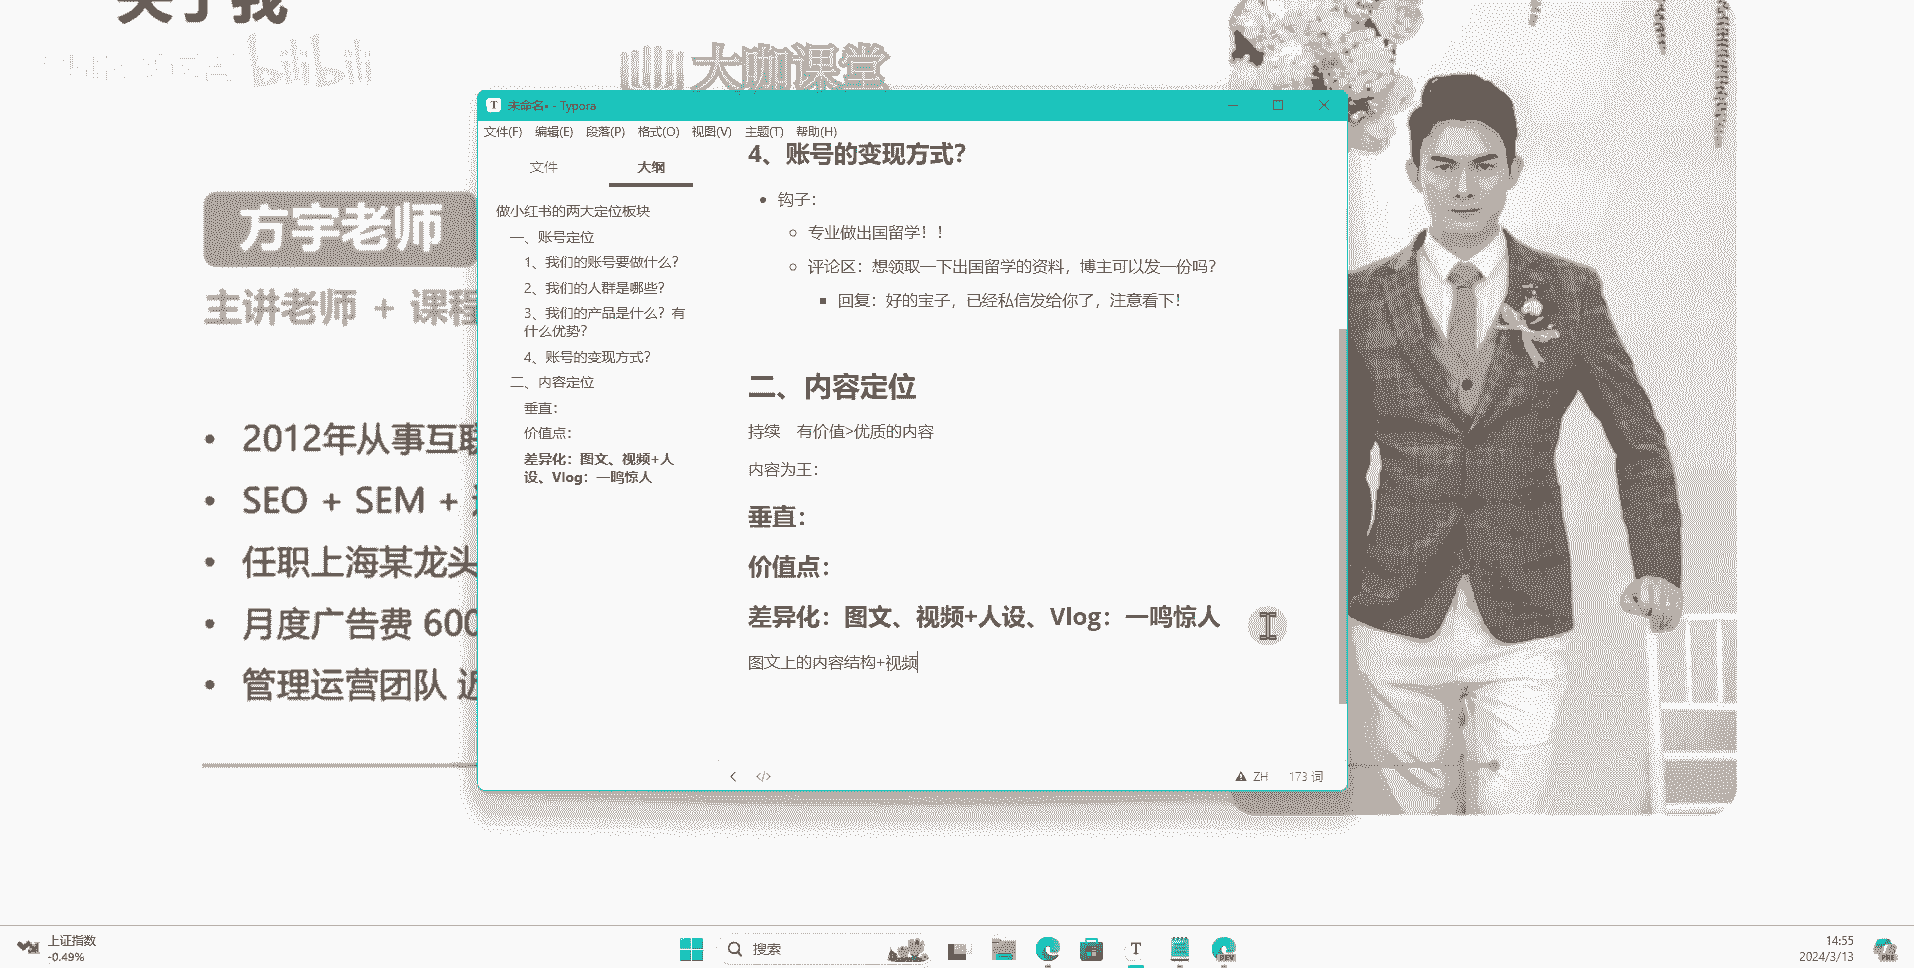 关于我
bilibili
大咖课堂
方宇老师
主讲老师 + 课程
2012年从事互联
SEO + SEM +
任职上海某龙头
月度广告费 600
管理运营团队 近
未命名• - Typora
文件(F) 编辑(E) 段落(P) 格式(O) 视图(V) 主题(T) 帮助(H)
文件 大纲
做小红书的两大定位板块
一、账号定位
1、我们的账号要做什么？
2、我们的人群是哪些？
3、我们的产品是什么？有
什么优势？
4、账号的变现方式？
二、内容定位
垂直：
价值点：
差异化：图文、视频+人
设、Vlog：一鸣惊人
4、账号的变现方式？
钩子：
专业做出国留学！！
评论区：想领取一下出国留学的资料，博主可以发一份吗？
回复：好的宝子，已经私信发给你了，注意看下！
二、内容定位
持续 有价值>优质的内容
内容为王：
垂直：
价值点：
差异化：图文、视频+人设、Vlog：一鸣惊人
图文上的内容结构+视频
ZH 173 词
上证指数
-0.49%
搜索
14:55
2024/3/13